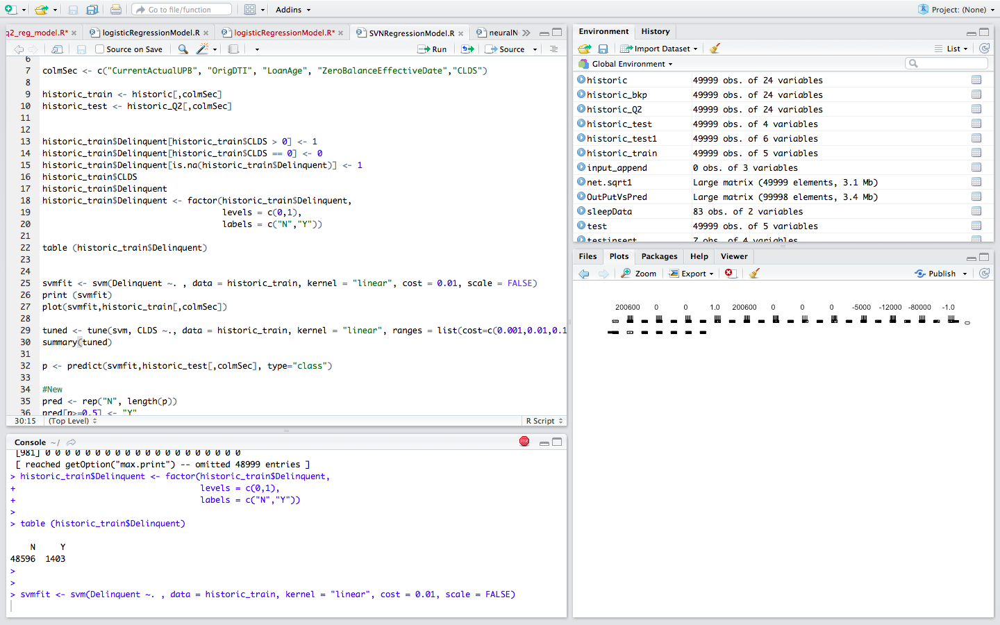 Go to file/function
Addins
Project: (None)
q2_reg_model.R*
logisticRegressionModel.R
logisticRegressionModel.R*
SVNRegressionModel.R
neuralN
Source on Save
Run
Source
6
7 colmSec <- c("CurrentActualUPB", "OrigDTI", "LoanAge", "ZeroBalanceEffectiveDate","CLDS")
8
9 historic_train <- historic[,colmSec]
10 historic_test <- historic_Q2[,colmSec]
11
12
13 historic_train$Delinquent[historic_train$CLDS > 0] <- 1
14 historic_train$Delinquent[historic_train$CLDS == 0] <- 0
15 historic_train$Delinquent[is.na(historic_train$Delinquent)] <- 1
16 historic_train$CLDS
17 historic_train$Delinquent
18 historic_train$Delinquent <- factor(historic_train$Delinquent,
19 levels = c(0,1),
20 labels = c("N","Y"))
21
22 table (historic_train$Delinquent)
23
24
25 svmfit <- svm(Delinquent ~. , data = historic_train, kernel = "linear", cost = 0.01, scale = FALSE)
26 print (svmfit)
27 plot(svmfit,historic_train[,colmSec])
28
29 tuned <- tune(svm, CLDS ~., data = historic_train, kernel = "linear", ranges = list(cost=c(0.001,0.01,0.1
30 summary(tuned)
31
32 p <- predict(svmfit,historic_test[,colmSec], type="class")
33
34 #New
35 pred <- rep("N", length(p))
36 pred[p>=0.5] <- "Y"
30:15 (Top Level) R Script
Console ~/
STOP
[981] 0 0 0 0 0 0 0 0 0 0 0 0 0 0 0 0 0 0 0 0
[ reached getOption("max.print") -- omitted 48999 entries ]
> historic_train$Delinquent <- factor(historic_train$Delinquent,
+ levels = c(0,1),
+ labels = c("N","Y"))
>
> table (historic_train$Delinquent)
N Y
48596 1403
>
>
> svmfit <- svm(Delinquent ~. , data = historic_train, kernel = "linear", cost = 0.01, scale = FALSE)
Environment History
Import Dataset
List
Global Environment
historic 49999 obs. of 24 variables
historic_bkp 49999 obs. of 24 variables
historic_Q2 49999 obs. of 24 variables
historic_test 49999 obs. of 4 variables
historic_test1 49999 obs. of 6 variables
historic_train 49999 obs. of 5 variables
input_append 0 obs. of 3 variables
net.sqrt1 Large matrix (49999 elements, 3.1 Mb)
OutPutVsPred Large matrix (99998 elements, 3.4 Mb)
sleepData 83 obs. of 2 variables
test 49999 obs. of 5 variables
testinsert 7 obs. of 4 variables
Files Plots Packages Help Viewer
Zoom Export Publish
200600 0 0 1.0 200600 0 0 0 -5000 -12000 -80000 -1.0